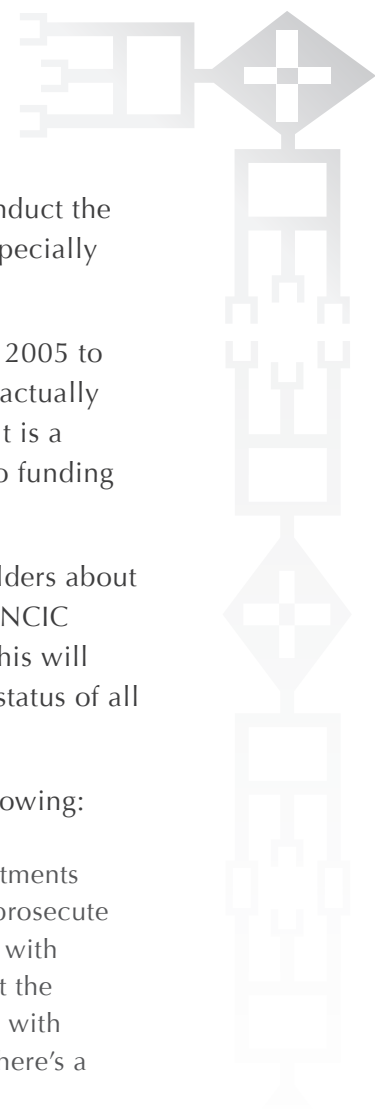 nduct the
pecially
2005 to
actually
t is a
o funding
lders about
NCIC
his will
status of all
owing:
tments
prosecute
with
t the
with
here's a